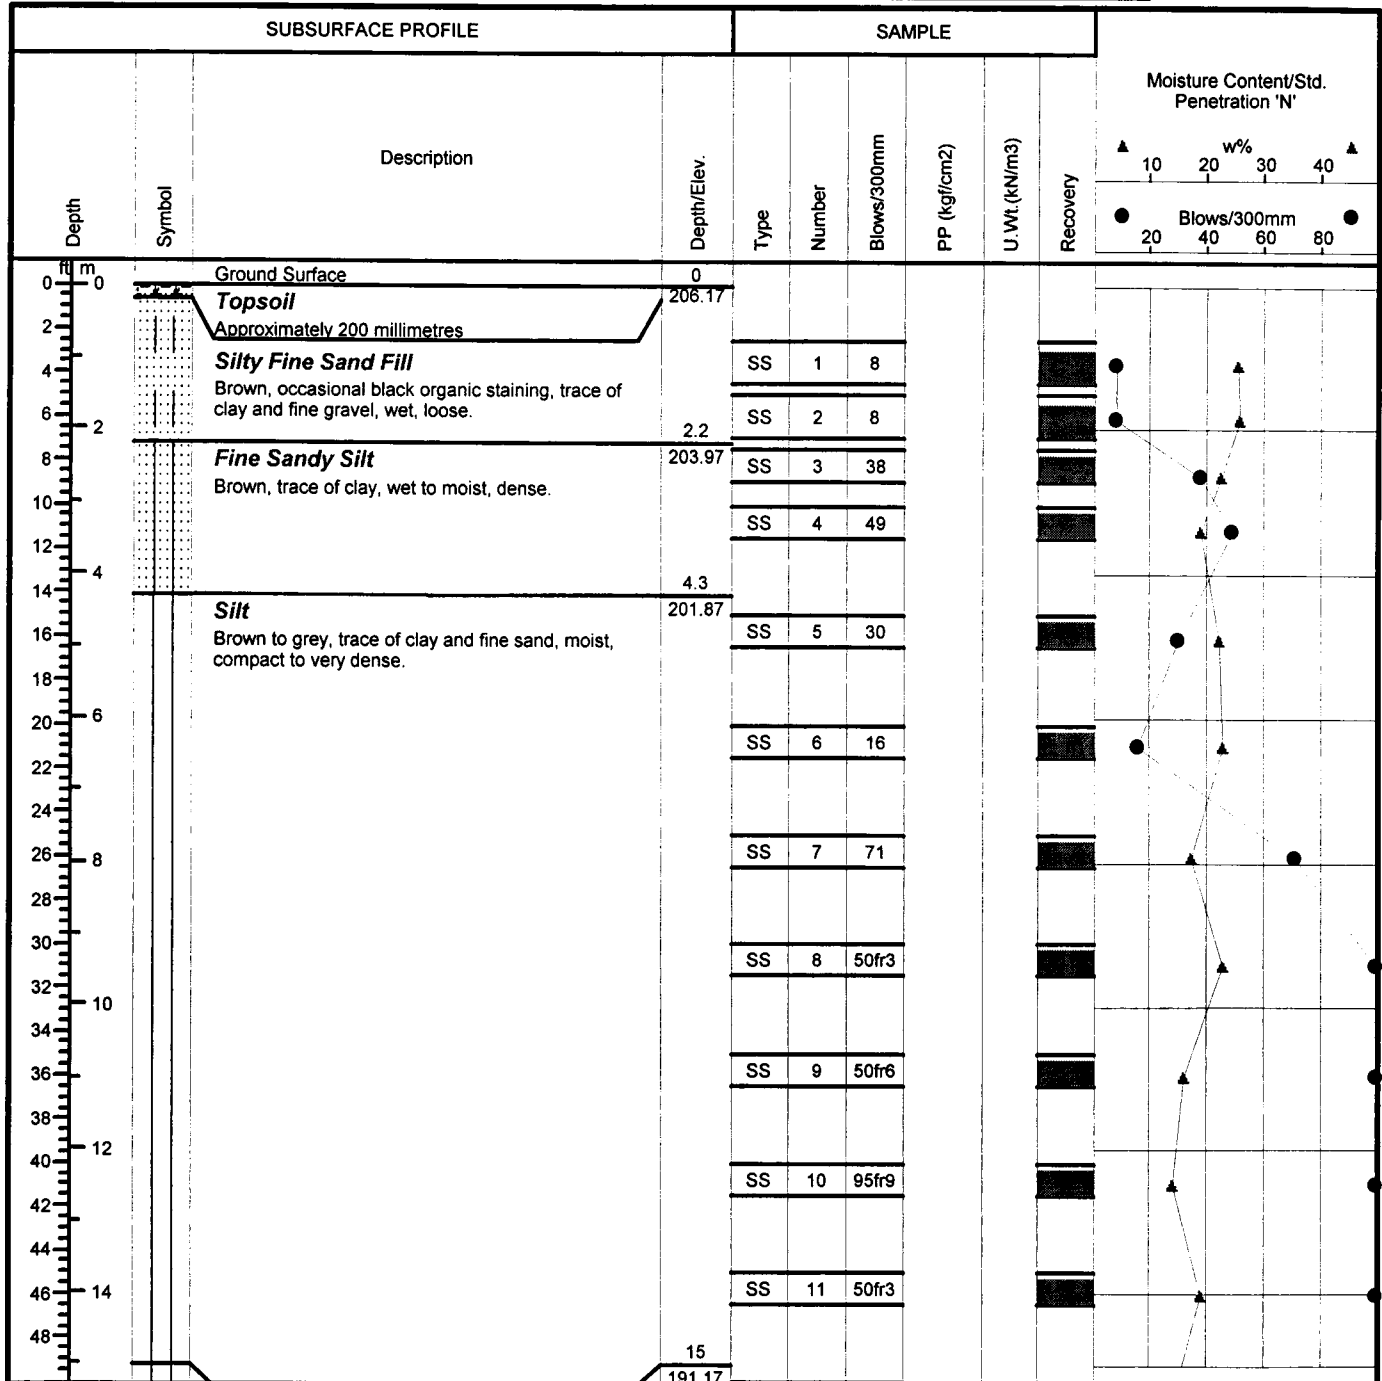 SUBSURFACE PROFILE
SAMPLE
Depth
Symbol
Description
Depth/Elev.
Type
Number
Blows/300mm
PP (kgf/cm2)
U.Wt.(kN/m3)
Recovery
Moisture Content/Std.
Penetration 'N'
w%
10 20 30 40
Blows/300mm
20 40 60 80
ft m
0 0
2
4
6
2
8
10
12
4
14
16
18
20 6
22
24
26 8
28
30
32
10
34
36
38
12
40
42
44
46 14
48
Ground Surface
0
206.17
Topsoil
Approximately 200 millimetres
Silty Fine Sand Fill
Brown, occasional black organic staining, trace of
clay and fine gravel, wet, loose.
2.2
203.97
Fine Sandy Silt
Brown, trace of clay, wet to moist, dense.
4.3
201.87
Silt
Brown to grey, trace of clay and fine sand, moist,
compact to very dense.
15
191.17
SS 1 8
SS 2 8
SS 3 38
SS 4 49
SS 5 30
SS 6 16
SS 7 71
SS 8 50fr3
SS 9 50fr6
SS 10 95fr9
SS 11 50fr3